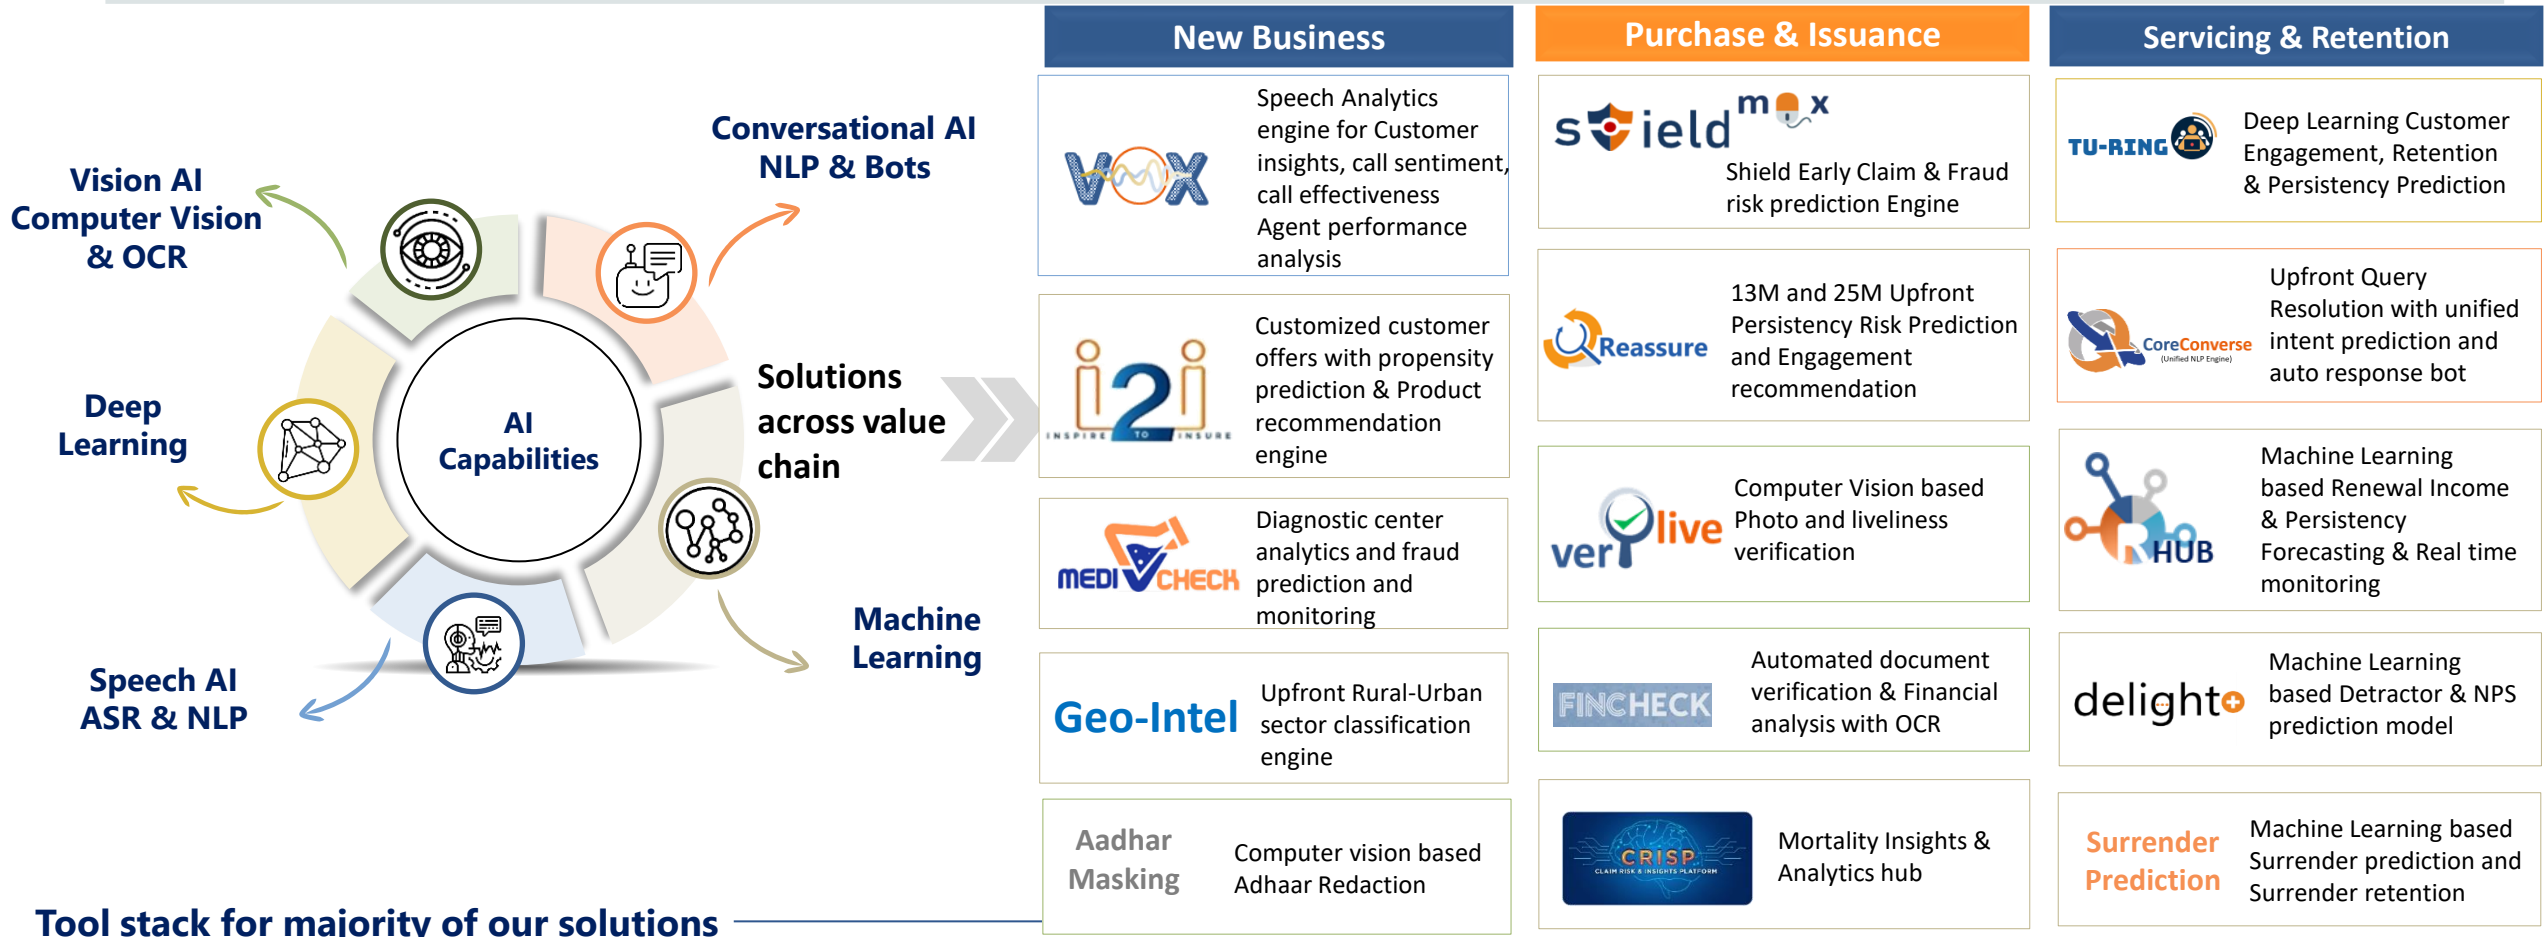 Vision AI
Computer Vision
& OCR
Conversational AI
NLP & Bots
Deep
Learning
AI
Capabilities
Speech AI
ASR & NLP
Machine
Learning
Solutions
across value
chain
Tool stack for majority of our solutions
New Business
VOX
Speech Analytics
engine for Customer
insights, call sentiment,
call effectiveness
Agent performance
analysis
i2i
INSPIRE TO INSURE
Customized customer
offers with propensity
prediction & Product
recommendation
engine
MEDI CHECK
Diagnostic center
analytics and fraud
prediction and
monitoring
Geo-Intel
Upfront Rural-Urban
sector classification
engine
Aadhar
Masking
Computer vision based
Adhaar Redaction
Purchase & Issuance
shield max
Shield Early Claim & Fraud
risk prediction Engine
Reassure
13M and 25M Upfront
Persistency Risk Prediction
and Engagement
recommendation
verylive
Computer Vision based
Photo and liveliness
verification
FINCHECK
Automated document
verification & Financial
analysis with OCR
CRISP
CLAIM RISK & INSIGHTS PLATFORM
Mortality Insights &
Analytics hub
Servicing & Retention
TU-RING
Deep Learning Customer
Engagement, Retention
& Persistency Prediction
CoreConverse
(Unified NLP Engine)
Upfront Query
Resolution with unified
intent prediction and
auto response bot
R HUB
Machine Learning
based Renewal Income
& Persistency
Forecasting & Real time
monitoring
delight+
Machine Learning
based Detractor & NPS
prediction model
Surrender
Prediction
Machine Learning based
Surrender prediction and
Surrender retention